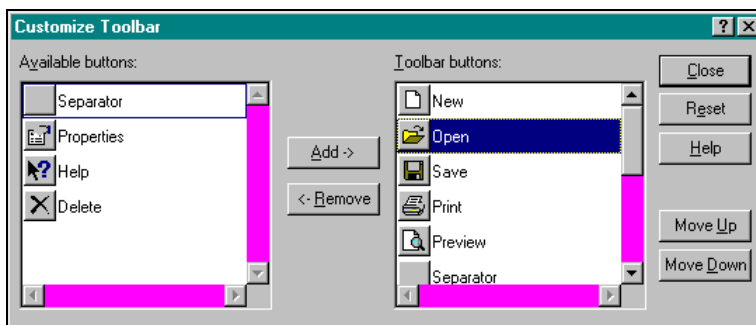 Customize Toolbar
Available buttons:
Separator
Properties
Help
Delete
Add ->
<- Remove
Toolbar buttons:
New
Open
Save
Print
Preview
Separator
Close
Reset
Help
Move Up
Move Down